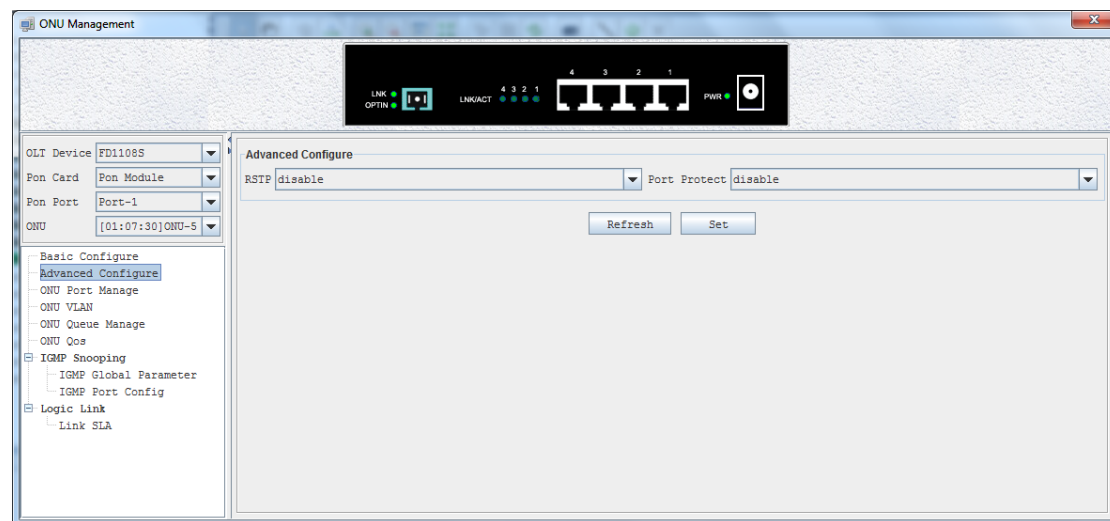 ONU Management
x
4 3 2 1
LNK
OPTIN
LNK/ACT
4 3 2 1
PWR
OLT Device FD1108S
Pon Card Pon Module
Pon Port Port-1
ONU [01:07:30]ONU-5
Basic Configure
Advanced Configure
ONU Port Manage
ONU VLAN
ONU Queue Manage
ONU Qos
IGMP Snooping
IGMP Global Parameter
IGMP Port Config
Logic Link
Link SLA
Advanced Configure
RSTP disable Port Protect disable
Refresh Set